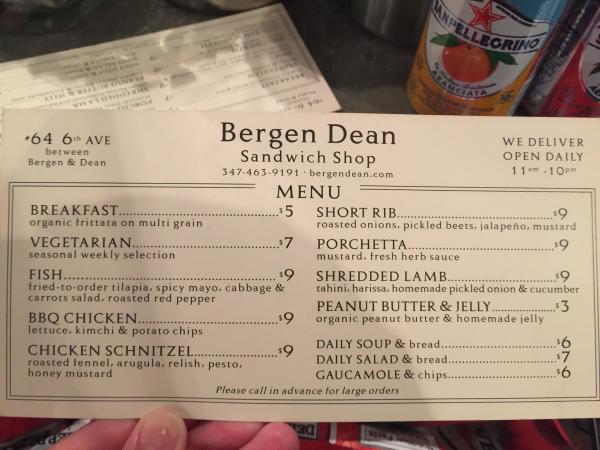 SANPELLEGRINO
ARANCIATA
#64 6th AVE
between
Bergen & Dean
Bergen Dean
Sandwich Shop
347-463-9191 · bergendean.com
WE DELIVER
OPEN DAILY
11am -10pm
MENU
BREAKFAST...$5
organic frittata on multi grain
VEGETARIAN...$7
seasonal weekly selection
FISH...$9
fried-to-order tilapia, spicy mayo, cabbage &
carrots salad, roasted red pepper
BBQ CHICKEN...$9
lettuce, kimchi & potato chips
CHICKEN SCHNITZEL...$9
roasted fennel, arugula, relish, pesto,
honey mustard
SHORT RIB...$9
roasted onions, pickled beets, jalapeño, mustard
PORCHETTA...$9
mustard, fresh herb sauce
SHREDDED LAMB...$9
tahini, harissa, homemade pickled onion & cucumber
PEANUT BUTTER & JELLY...$3
organic peanut butter & homemade jelly
DAILY SOUP & bread...$6
DAILY SALAD & bread...$7
GAUCAMOLE & chips...$6
Please call in advance for large orders